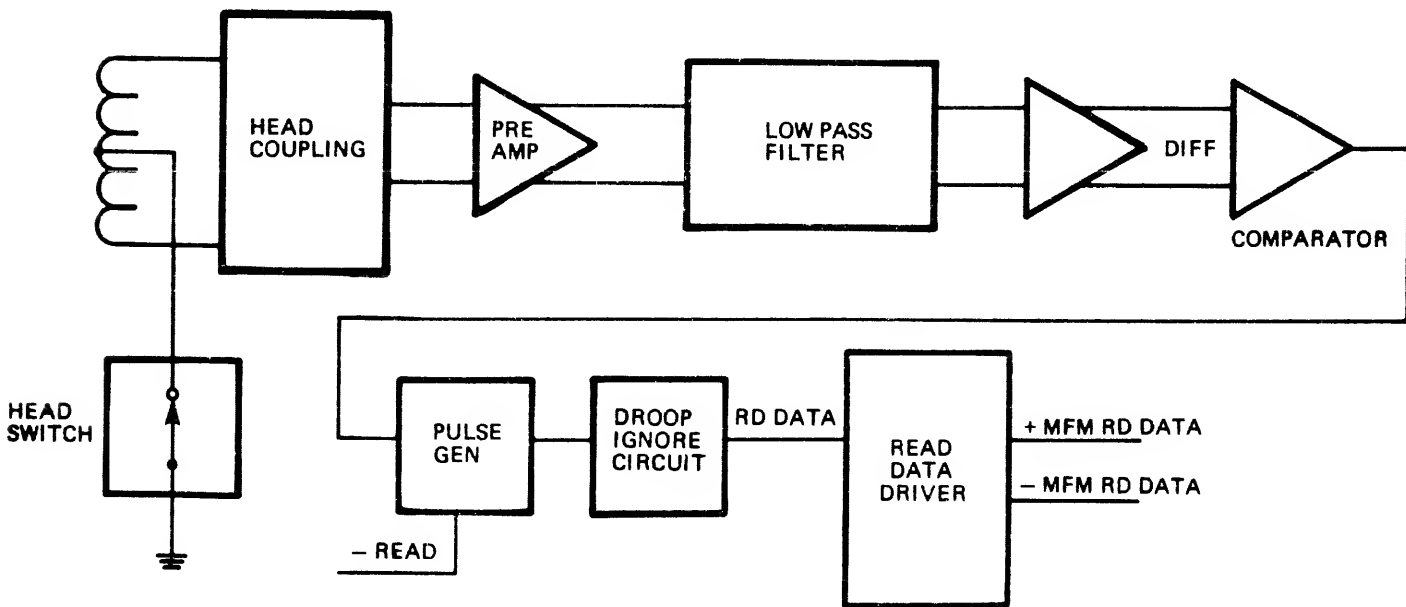 HEAD
COUPLING
PRE
AMP
LOW PASS
FILTER
DIFF
COMPARATOR
HEAD
SWITCH
PULSE
GEN
– READ
DROOP
IGNORE
CIRCUIT
RD DATA
READ
DATA
DRIVER
+ MFM RD DATA
– MFM RD DATA